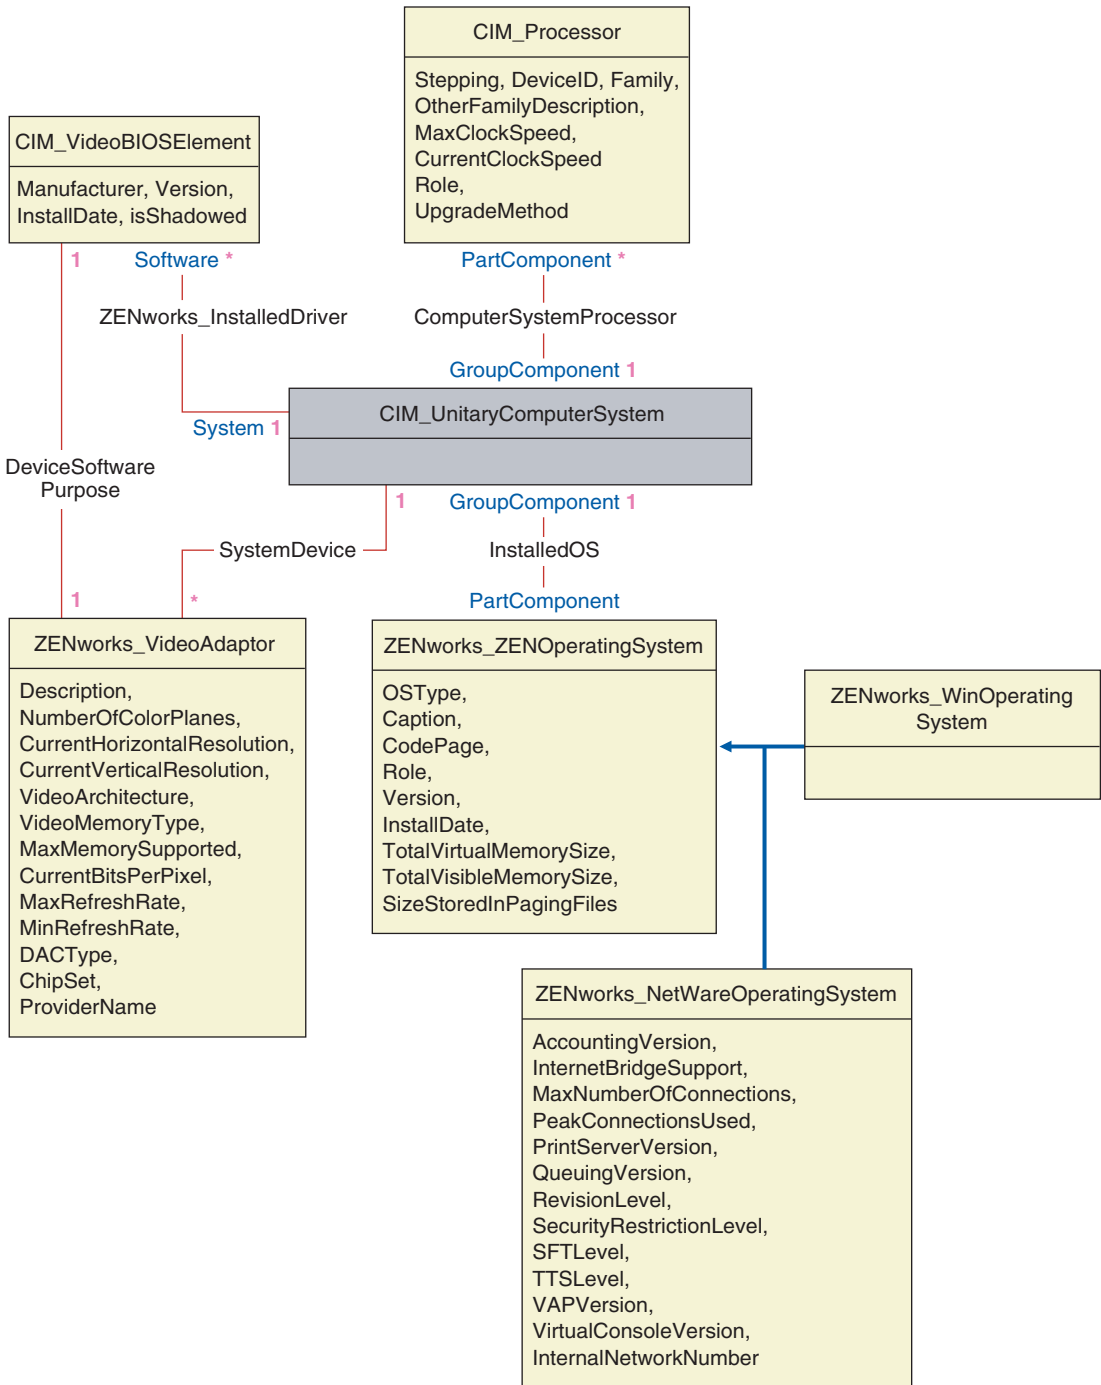 CIM_Processor
Stepping, DeviceID, Family,
OtherFamilyDescription,
MaxClockSpeed,
CurrentClockSpeed
Role,
UpgradeMethod
CIM_VideoBIOSElement
Manufacturer, Version,
InstallDate, isShadowed
1
Software *
PartComponent *
ZENworks_InstalledDriver
ComputerSystemProcessor
GroupComponent 1
CIM_UnitaryComputerSystem
System 1
DeviceSoftware
Purpose
1
GroupComponent 1
SystemDevice
InstalledOS
1
*
PartComponent
ZENworks_VideoAdaptor
Description,
NumberOfColorPlanes,
CurrentHorizontalResolution,
CurrentVerticalResolution,
VideoArchitecture,
VideoMemoryType,
MaxMemorySupported,
CurrentBitsPerPixel,
MaxRefreshRate,
MinRefreshRate,
DACType,
ChipSet,
ProviderName
ZENworks_ZENOperatingSystem
OSType,
Caption,
CodePage,
Role,
Version,
InstallDate,
TotalVirtualMemorySize,
TotalVisibleMemorySize,
SizeStoredInPagingFiles
ZENworks_WinOperating
System
ZENworks_NetWareOperatingSystem
AccountingVersion,
InternetBridgeSupport,
MaxNumberOfConnections,
PeakConnectionsUsed,
PrintServerVersion,
QueuingVersion,
RevisionLevel,
SecurityRestrictionLevel,
SFTLevel,
TTSLevel,
VAPVersion,
VirtualConsoleVersion,
InternalNetworkNumber